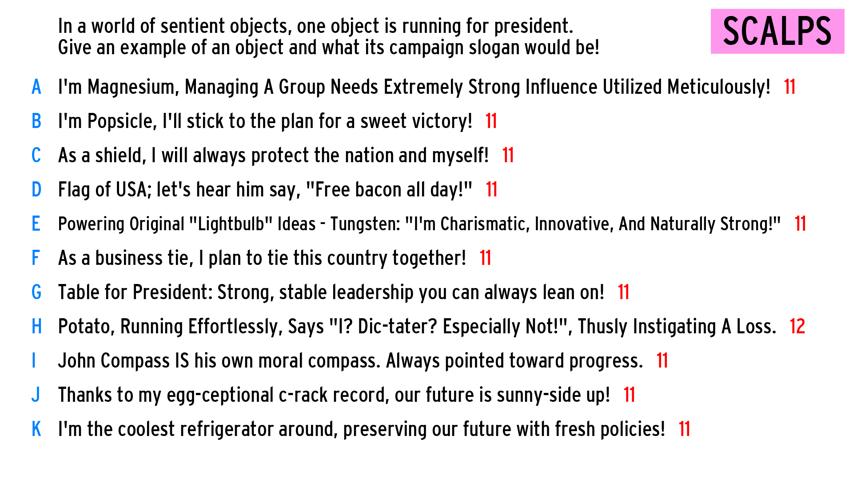 In a world of sentient objects, one object is running for president.
Give an example of an object and what its campaign slogan would be!
SCALPS
A I'm Magnesium, Managing A Group Needs Extremely Strong Influence Utilized Meticulously! 11
B I'm Popsicle, I'll stick to the plan for a sweet victory! 11
C As a shield, I will always protect the nation and myself! 11
D Flag of USA; let's hear him say, "Free bacon all day!" 11
E Powering Original "Lightbulb" Ideas - Tungsten: "I'm Charismatic, Innovative, And Naturally Strong!" 11
F As a business tie, I plan to tie this country together! 11
G Table for President: Strong, stable leadership you can always lean on! 11
H Potato, Running Effortlessly, Says "I? Dic-tater? Especially Not!", Thusly Instigating A Loss. 12
I John Compass IS his own moral compass. Always pointed toward progress. 11
J Thanks to my egg-ceptional c-rack record, our future is sunny-side up! 11
K I'm the coolest refrigerator around, preserving our future with fresh policies! 11